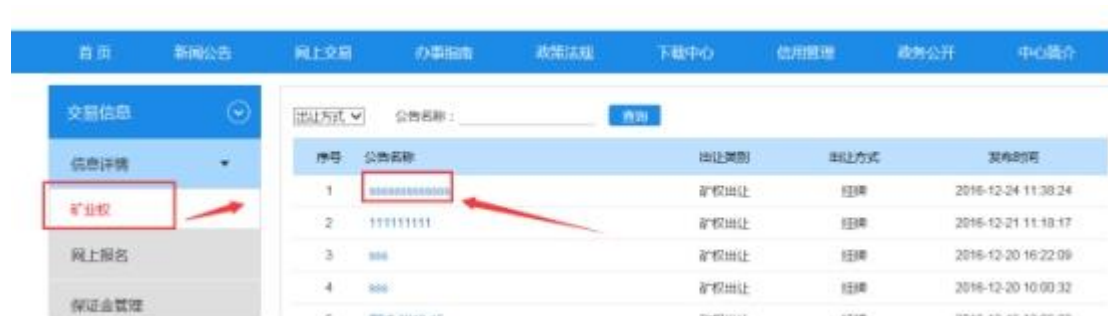 首页 新闻公告 网上交易 办事指南 政策法规 下载中心 信用管理 政务公开 中心简介
交易信息
出让方式 公告名称： 查询
信息详情
序号 公告名称 出让类别 出让方式 发布时间
1 矿权出让 挂牌 2016-12-24 11:38:24
矿业权
2 111111111 矿权出让 挂牌 2016-12-21 11:18:17
网上报名
3 矿权出让 挂牌 2016-12-20 16:22:09
4 矿权出让 挂牌 2016-12-20 10:00:32
保证金管理